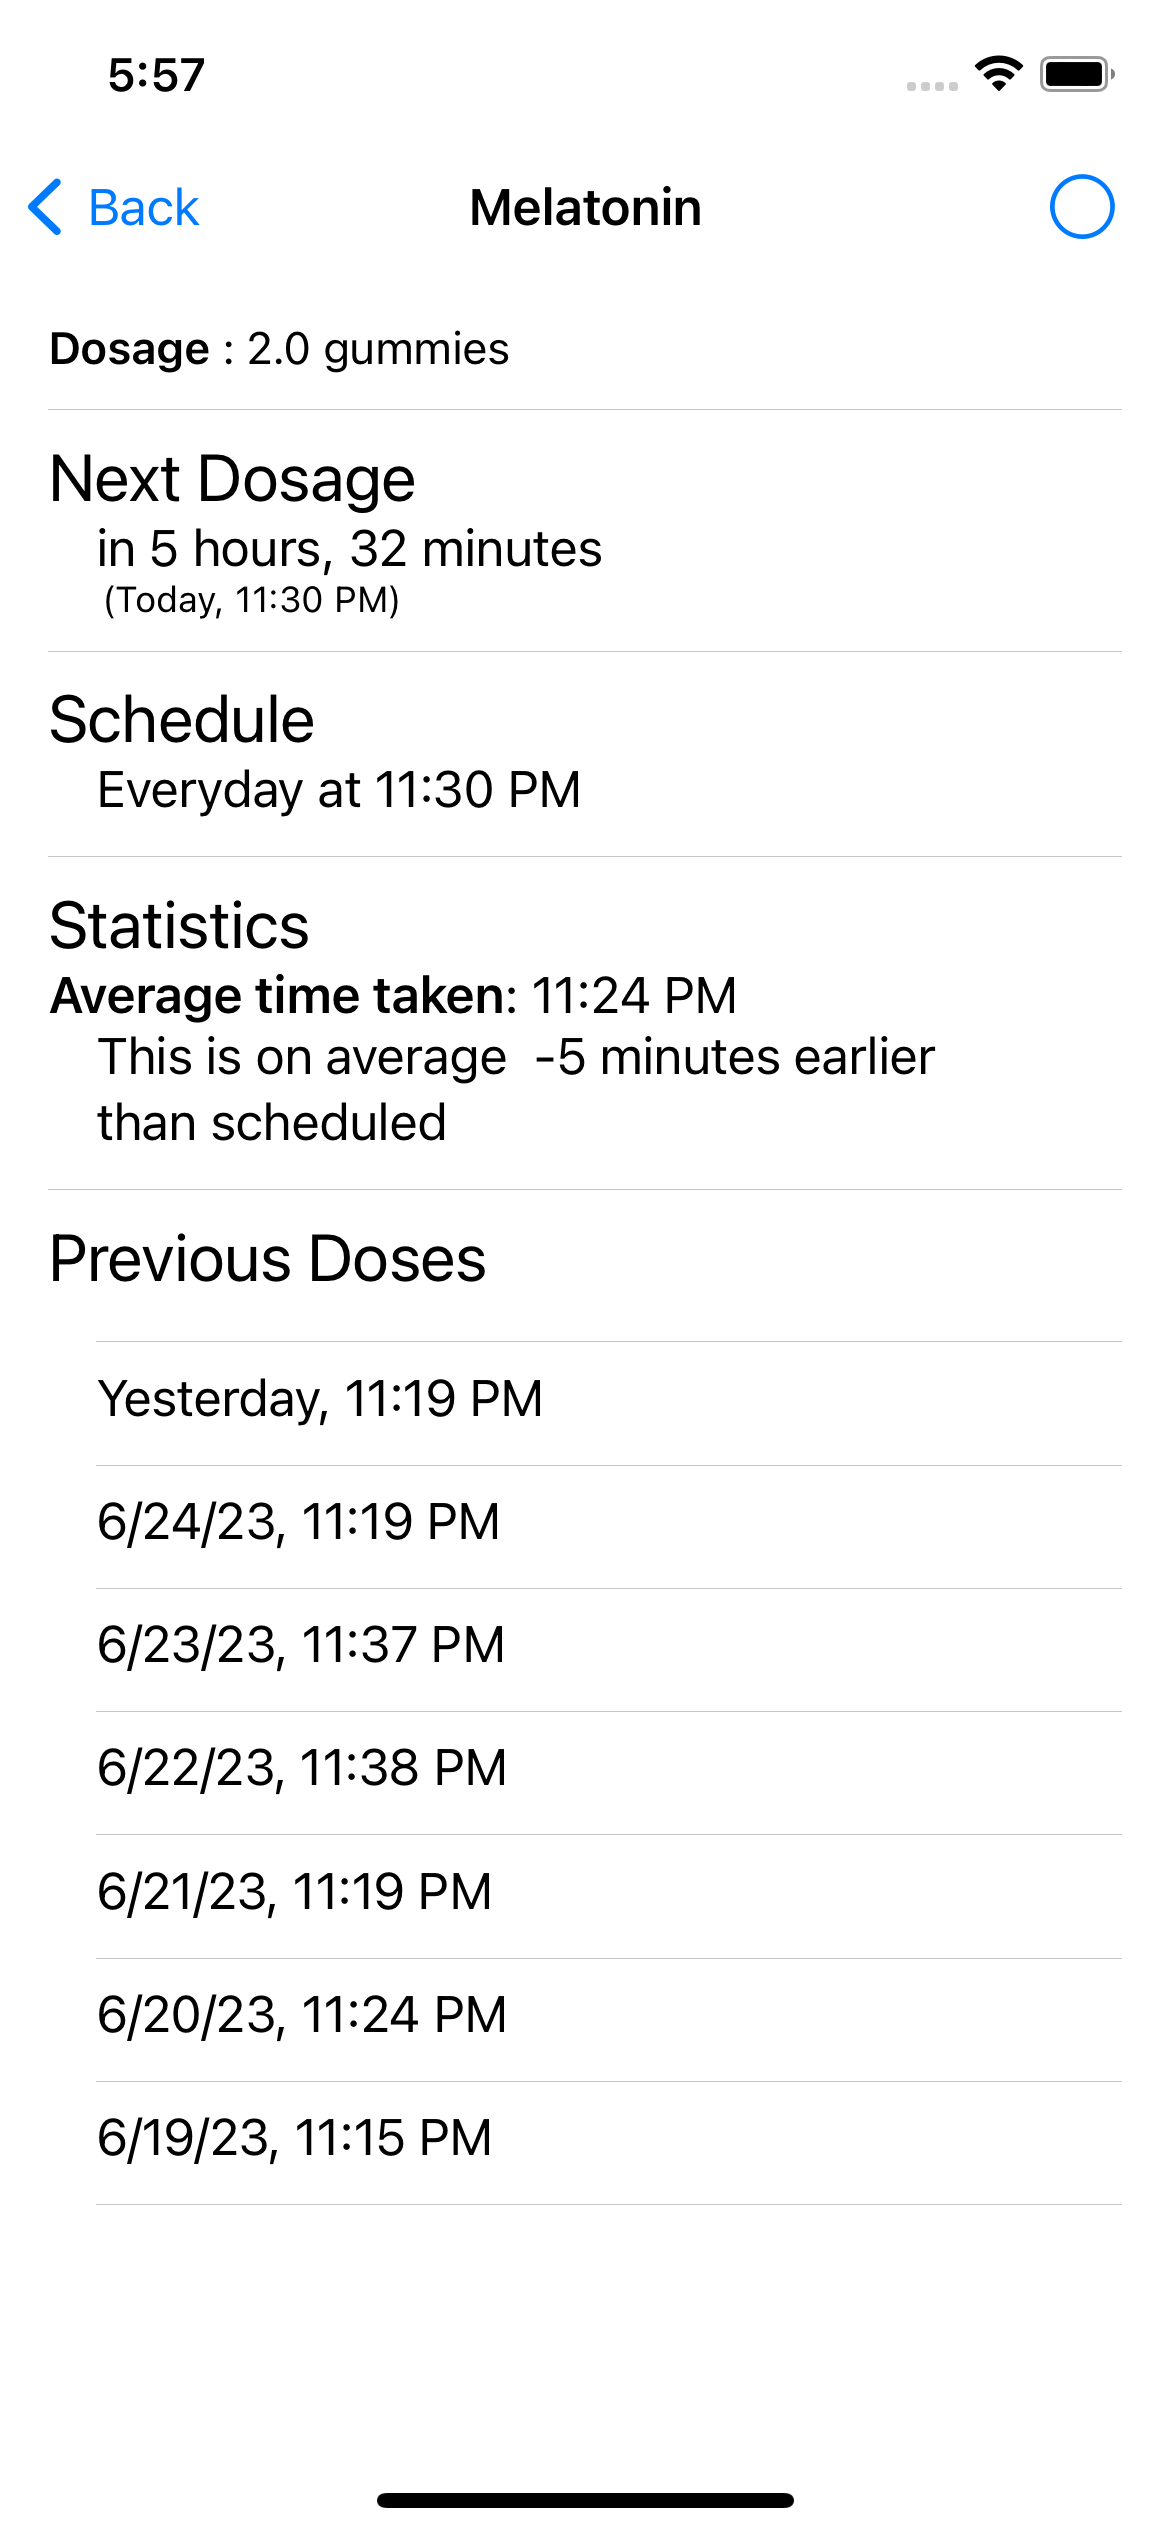 5:57
Back
Melatonin
Dosage : 2.0 gummies
Next Dosage
in 5 hours, 32 minutes
(Today, 11:30 PM)
Schedule
Everyday at 11:30 PM
Statistics
Average time taken: 11:24 PM
This is on average  -5 minutes earlier
than scheduled
Previous Doses
Yesterday, 11:19 PM
6/24/23, 11:19 PM
6/23/23, 11:37 PM
6/22/23, 11:38 PM
6/21/23, 11:19 PM
6/20/23, 11:24 PM
6/19/23, 11:15 PM